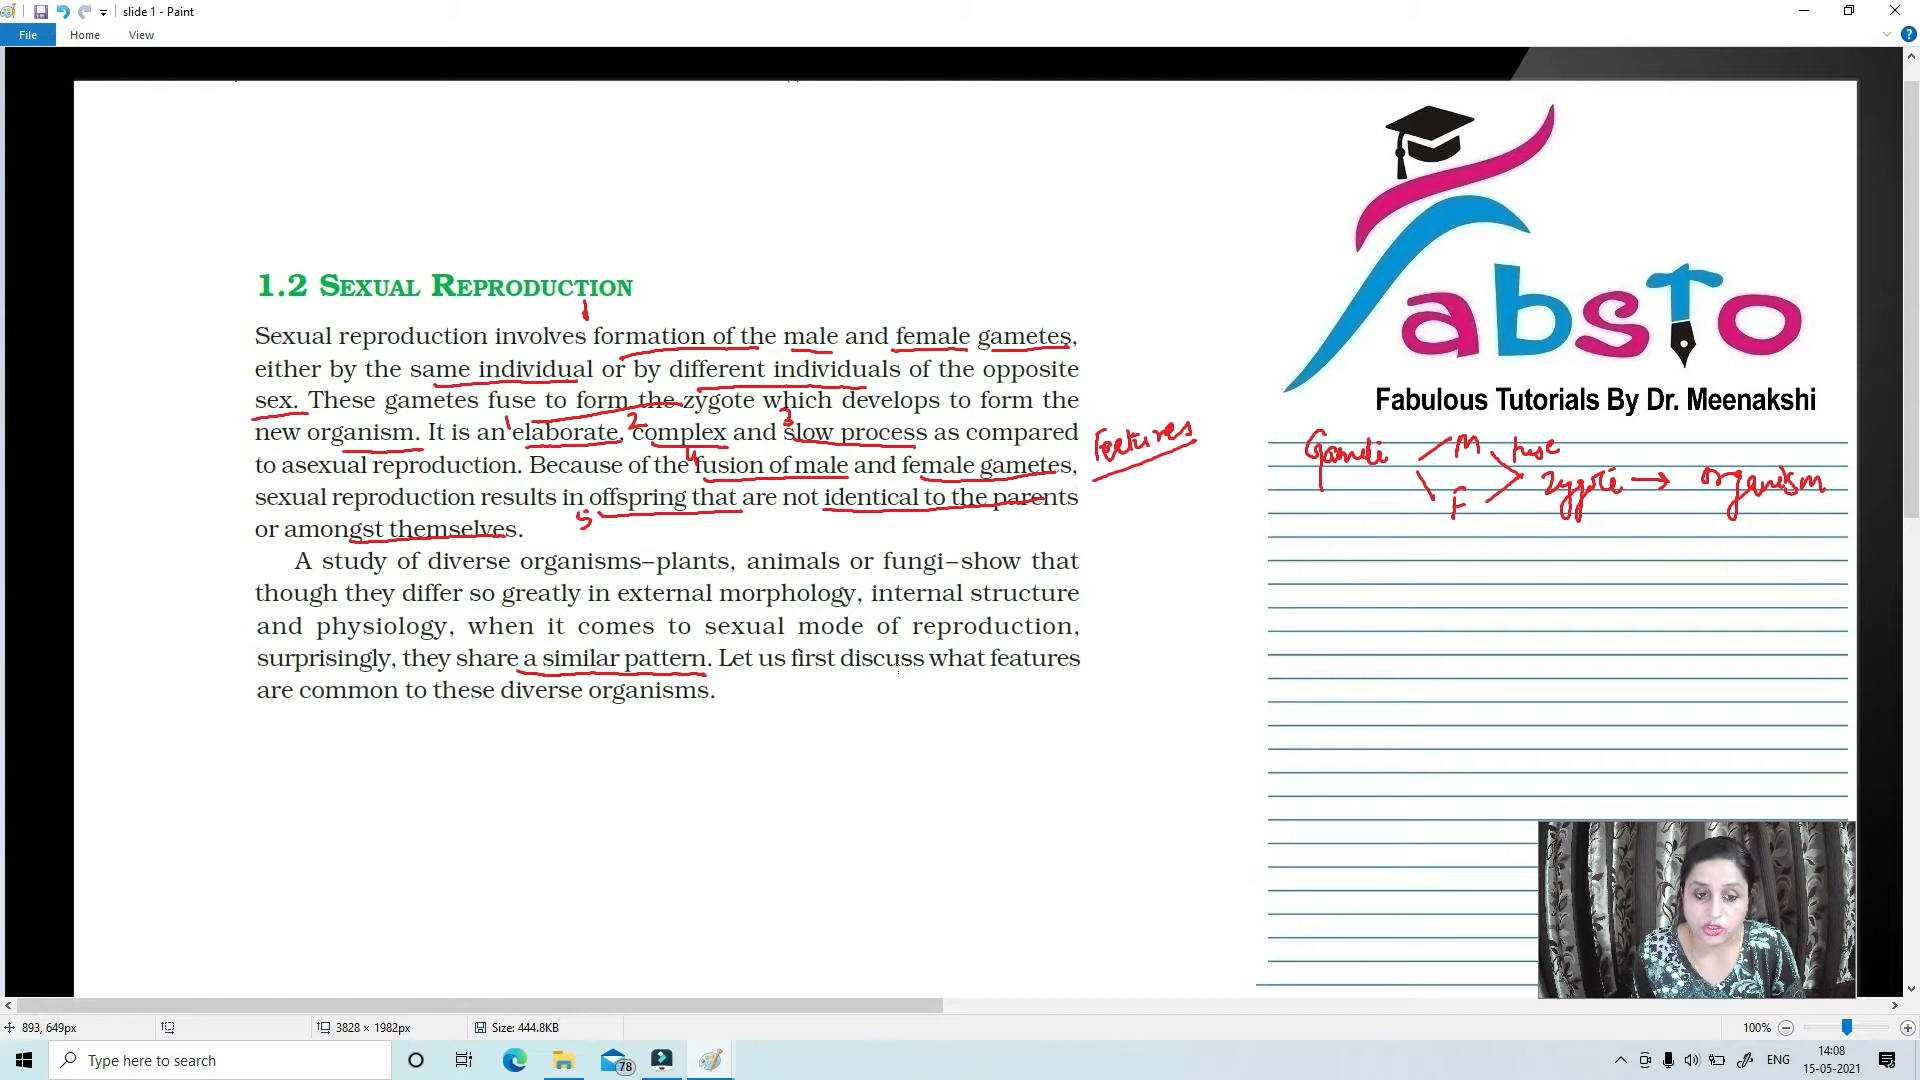 slide 1 - Paint
File Home View
1.2 SEXUAL REPRODUCTION
1
Sexual reproduction involves formation of the male and female gametes,
either by the same individual or by different individuals of the opposite
sex. These gametes fuse to form the zygote which develops to form the
1 2 3
new organism. It is an elaborate, complex and slow process as compared
4
to asexual reproduction. Because of the fusion of male and female gametes,
sexual reproduction results in offspring that are not identical to the parents
5
or amongst themselves.
A study of diverse organisms–plants, animals or fungi–show that
though they differ so greatly in external morphology, internal structure
and physiology, when it comes to sexual mode of reproduction,
surprisingly, they share a similar pattern. Let us first discuss what features
are common to these diverse organisms.
Features
absTo
Fabulous Tutorials By Dr. Meenakshi
M fuse
zygote → organism
F
893, 649px 3828 × 1982px Size: 444.8KB 100%
Type here to search
78
ENG
14:08
15-05-2021